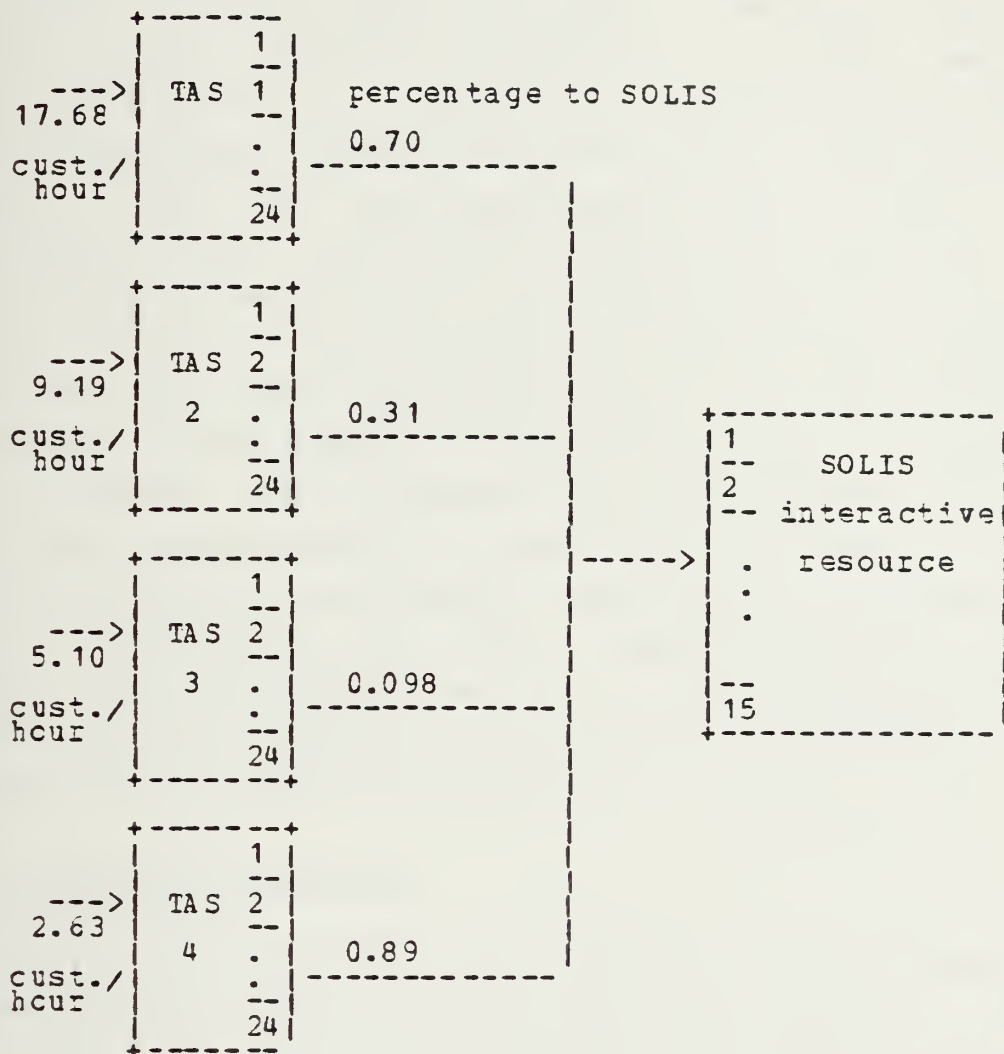 1
---> TAS 1 percentage to SOLIS
17.68 --
. 0.70
cust./ .
hour --
24
1
--
---> TAS 2
9.19 --
2 . 0.31
cust./ .
hour --
24
1
--
2 SOLIS
-- interactive
. resource
.
.
--
15
1
--
---> TAS 2
5.10 --
3 . 0.098
cust./ .
hour --
24
1
--
---> TAS 2
2.63 --
4 . 0.89
cust./ .
hcur --
24